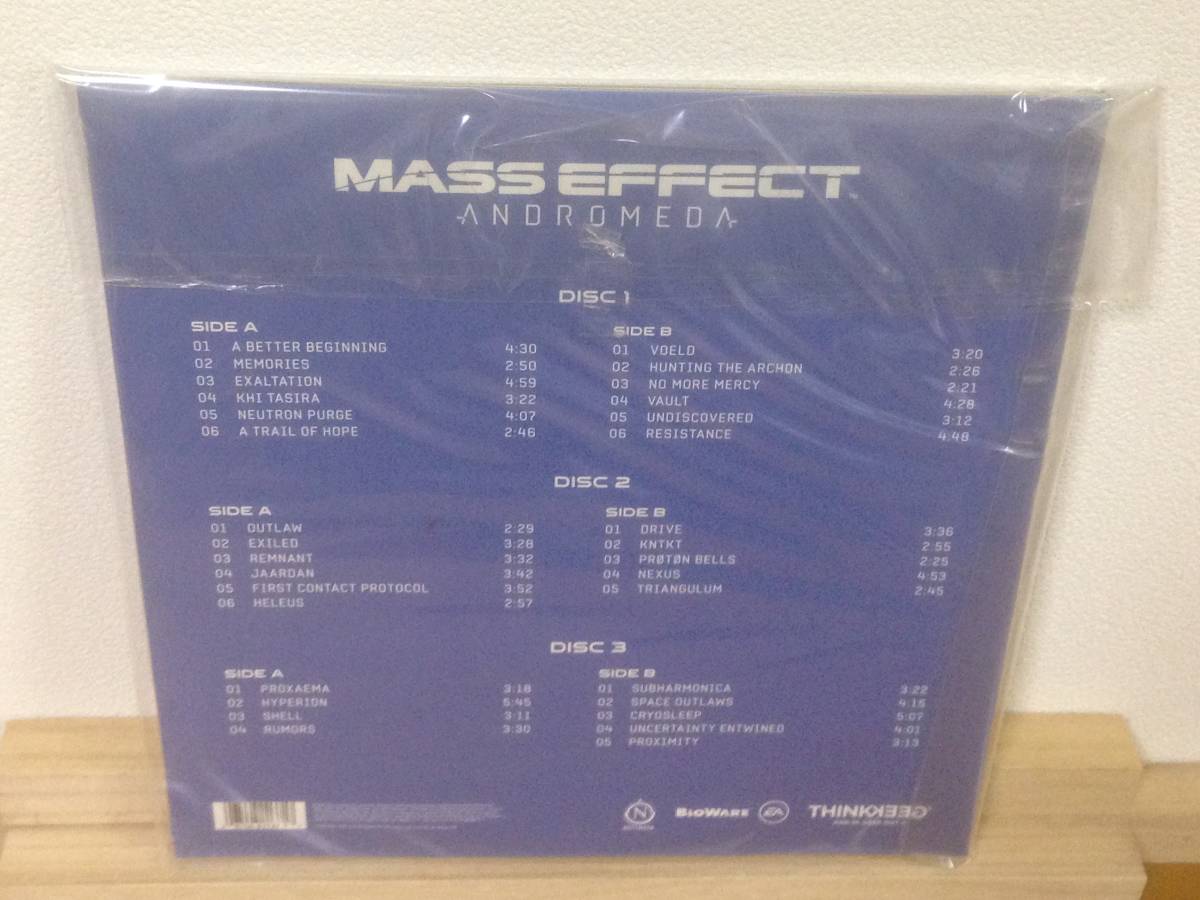 MASS EFFECT™
ANDROMEDA
DISC 1
SIDE A
01 A BETTER BEGINNING 4:30
02 MEMORIES 2:50
03 EXALTATION 4:59
04 KHI TASIRA 3:22
05 NEUTRON PURGE 4:07
06 A TRAIL OF HOPE 2:46
SIDE B
01 VOELD 3:20
02 HUNTING THE ARCHON 2:26
03 NO MORE MERCY 2:21
04 VAULT 4:28
05 UNDISCOVERED 3:12
06 RESISTANCE 4:48
DISC 2
SIDE A
01 OUTLAW 2:29
02 EXILED 3:28
03 REMNANT 3:32
04 JAARDAN 3:42
05 FIRST CONTACT PROTOCOL 3:52
06 HELEUS 2:57
SIDE B
01 DRIVE 3:36
02 KNTKT 2:55
03 PRØTØN BELLS 2:25
04 NEXUS 4:53
05 TRIANGULUM 2:45
DISC 3
SIDE A
01 PROXAEMA 3:18
02 HYPERION 5:45
03 SHELL 3:11
04 RUMORS 3:30
SIDE B
01 SUBHARMONICA 3:22
02 SPACE OUTLAWS 4:15
03 CRYOSLEEP 5:07
04 UNCERTAINTY ENTWINED 4:01
05 PROXIMITY 3:13
N
BIOWARE
EA
THINKGEEK